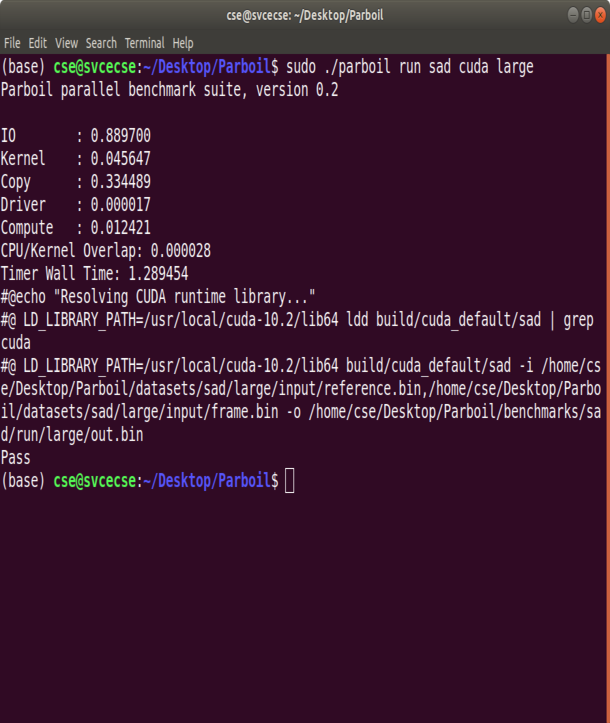 cse@svcecse: ~/Desktop/Parboil
File Edit View Search Terminal Help
(base) cse@svcecse:~/Desktop/Parboil$ sudo ./parboil run sad cuda large
Parboil parallel benchmark suite, version 0.2
IO        : 0.889700
Kernel    : 0.045647
Copy      : 0.334489
Driver    : 0.000017
Compute   : 0.012421
CPU/Kernel Overlap: 0.000028
Timer Wall Time: 1.289454
#@echo "Resolving CUDA runtime library..."
#@ LD_LIBRARY_PATH=/usr/local/cuda-10.2/lib64 ldd build/cuda_default/sad | grep
cuda
#@ LD_LIBRARY_PATH=/usr/local/cuda-10.2/lib64 build/cuda_default/sad -i /home/cs
e/Desktop/Parboil/datasets/sad/large/input/reference.bin,/home/cse/Desktop/Parbo
il/datasets/sad/large/input/frame.bin -o /home/cse/Desktop/Parboil/benchmarks/sa
d/run/large/out.bin
Pass
(base) cse@svcecse:~/Desktop/Parboil$